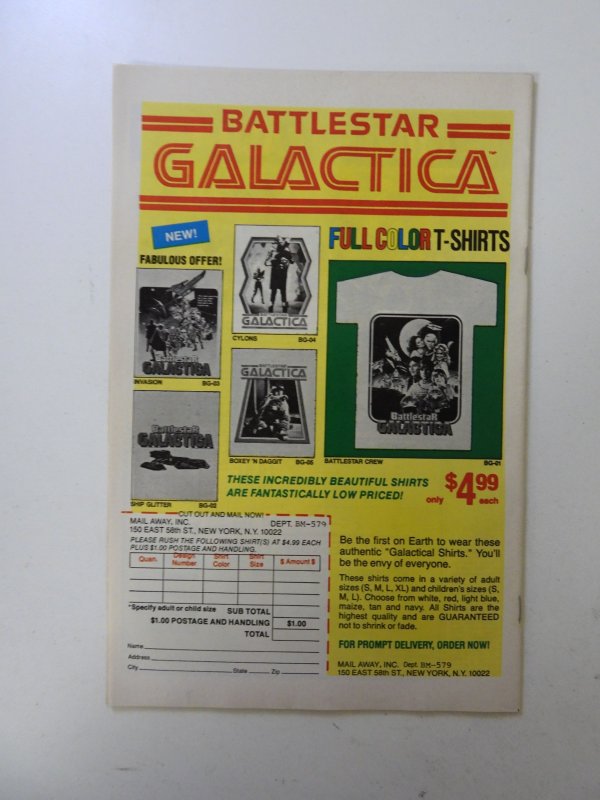 BATTLESTAR
GALACTICA™
NEW!
FABULOUS OFFER!
FULL COLOR T-SHIRTS
GALACTICA
CYLONS BG-04
Battlestar
GALACTICA
INVASION BG-03
BATTLESTAR
GALACTICA
BOXEY 'N DAGGIT BG-05
Battlestar
GALACTICA
BATTLESTAR CREW BG-01
Battlestar
GALACTICA
SHIP GLITTER BG-02
THESE INCREDIBLY BEAUTIFUL SHIRTS
ARE FANTASTICALLY LOW PRICED!
only $4.99 each
CUT OUT AND MAIL NOW!
MAIL AWAY, INC. DEPT. BM-579
150 EAST 58th ST., NEW YORK, N.Y. 10022
PLEASE RUSH THE FOLLOWING SHIRT(S) AT $4.99 EACH
PLUS $1.00 POSTAGE AND HANDLING.
Quan. Design Number Shirt Color Shirt Size $ Amount $
*Specify adult or child size SUB TOTAL
$1.00 POSTAGE AND HANDLING $1.00
TOTAL
Name
Address
City State Zip
Be the first on Earth to wear these
authentic "Galactical Shirts." You'll
be the envy of everyone.
These shirts come in a variety of adult
sizes (S, M, L, XL) and children's sizes (S,
M, L). Choose from white, red, light blue,
maize, tan and navy. All Shirts are the
highest quality and are GUARANTEED
not to shrink or fade.
FOR PROMPT DELIVERY, ORDER NOW!
MAIL AWAY, INC. Dept. BM-579
150 EAST 58th ST., NEW YORK, N.Y. 10022